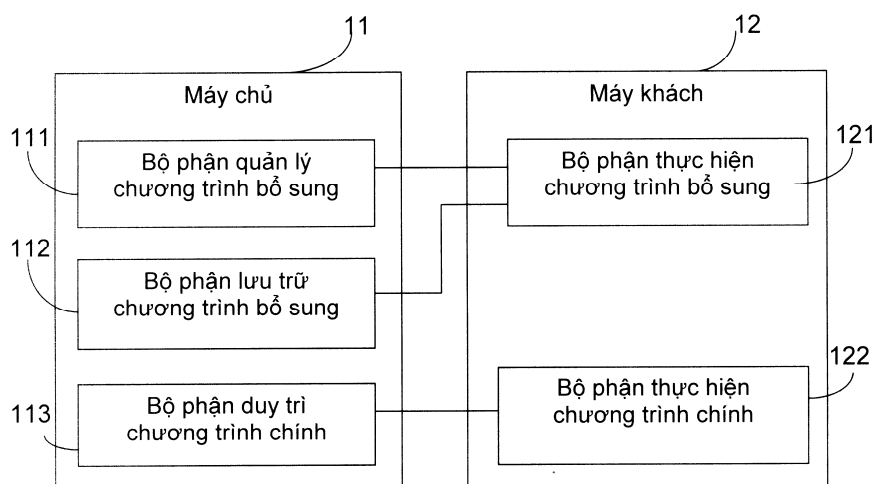 11
12
Máy chủ
Máy khách
111
Bộ phận quản lý
chương trình bổ sung
121
Bộ phận thực hiện
chương trình bổ sung
112
Bộ phận lưu trữ
chương trình bổ sung
113
Bộ phận duy trì
chương trình chính
122
Bộ phận thực hiện
chương trình chính